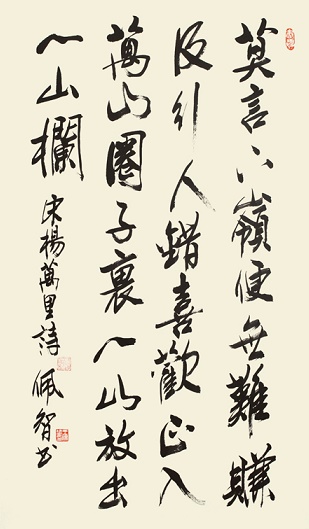 莫言下嶺便無難賺
得行人錯喜歡正入
萬山圈子裏一山放出
一山欄
宋楊萬里詩 佩智书